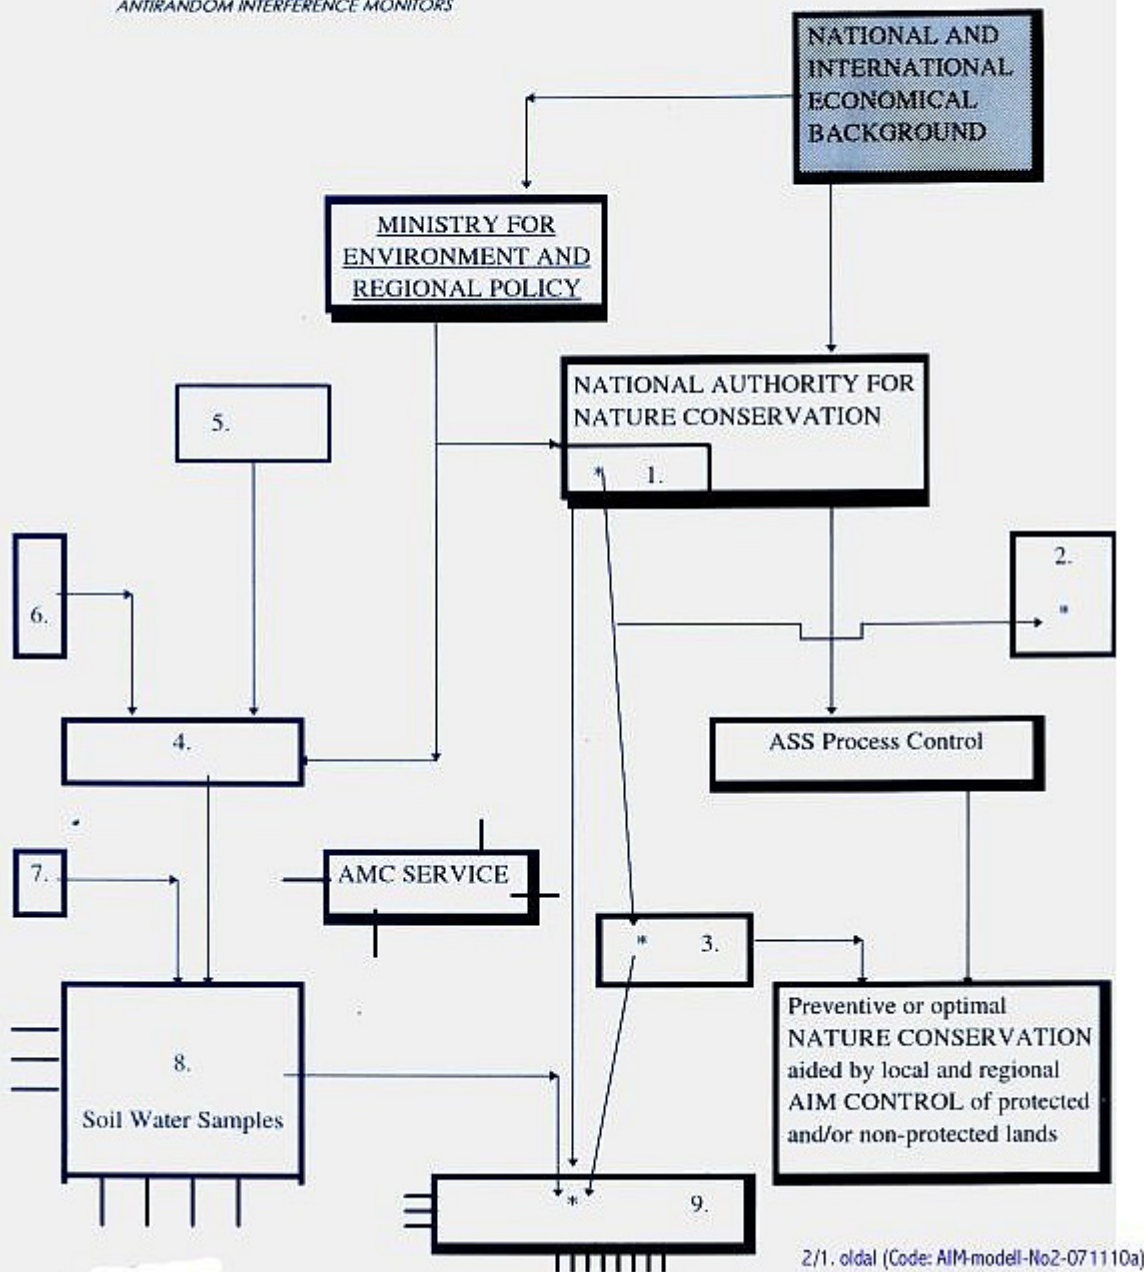 ANTIRANDOM INTERFERENCE MONITORS
NATIONAL AND
INTERNATIONAL
ECONOMICAL
BACKGROUND
MINISTRY FOR
ENVIRONMENT AND
REGIONAL POLICY
NATIONAL AUTHORITY FOR
NATURE CONSERVATION
* 1.
5.
2.
*
6.
4.
ASS Process Control
7.
AMC SERVICE
* 3.
Preventive or optimal
NATURE CONSERVATION
aided by local and regional
AIM CONTROL of protected
and/or non-protected lands
8.
Soil Water Samples
* 9.
2/1. oldal (Code: AIM-modell-No2-071110a)